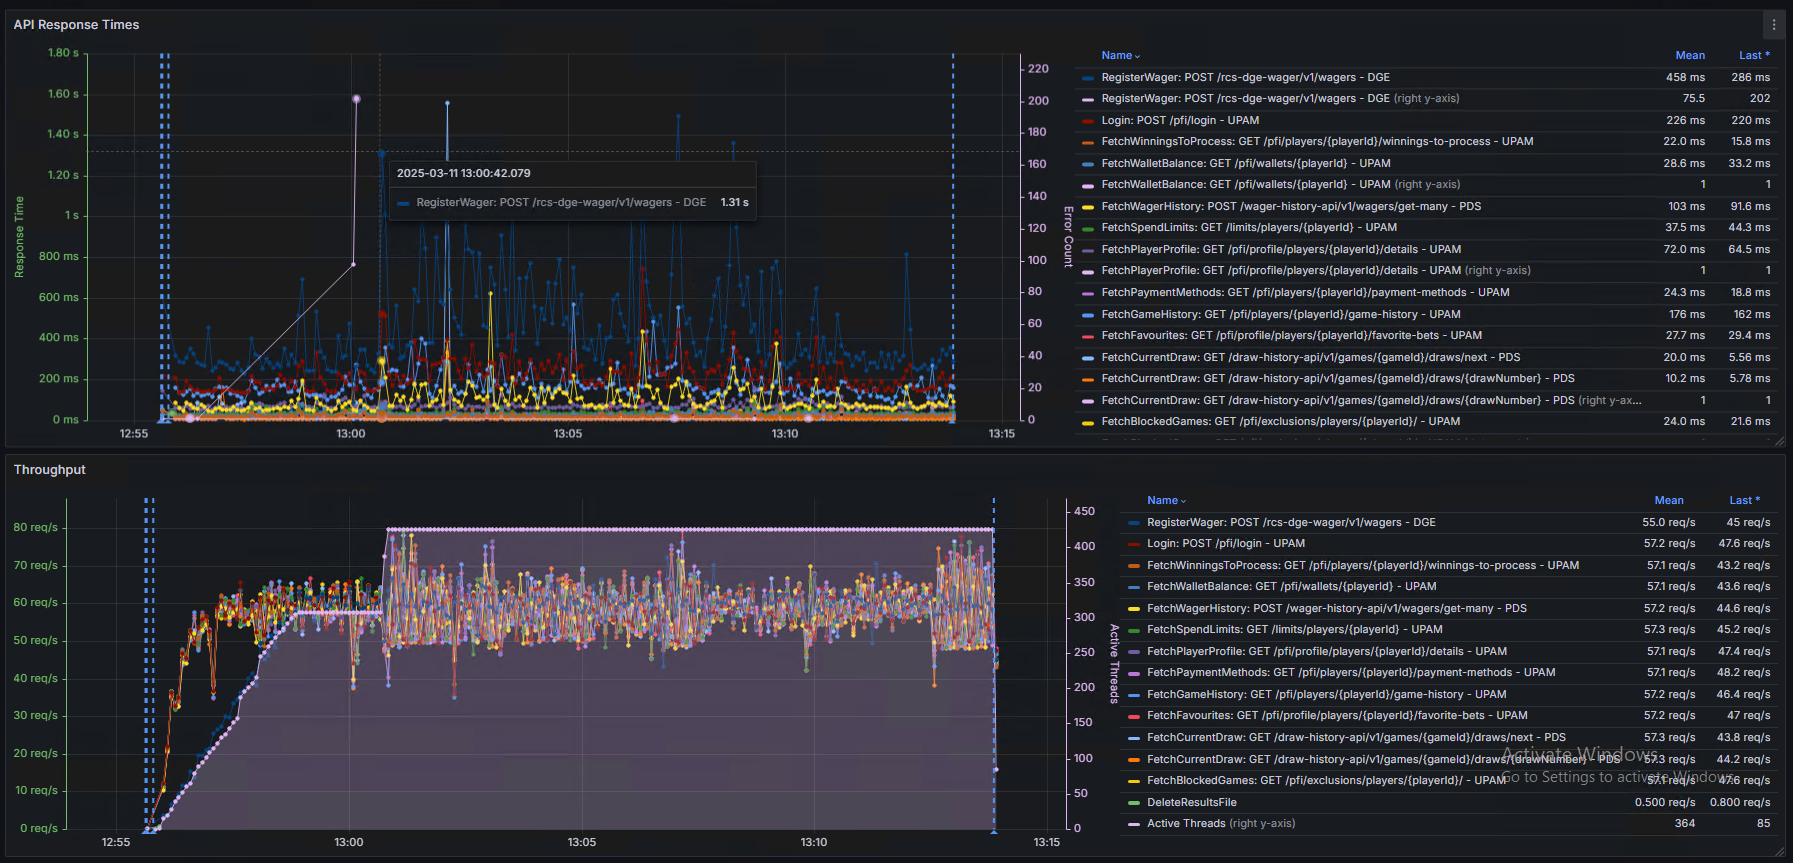 API Response Times
1.80 s
1.60 s
1.40 s
1.20 s
1 s
800 ms
600 ms
400 ms
200 ms
0 ms
Response Time
12:55
13:00
13:05
13:10
13:15
220
200
180
160
140
120
100
80
60
40
20
0
Error Count
2025-03-11 13:00:42.079
RegisterWager: POST /rcs-dge-wager/v1/wagers - DGE 1.31 s
Name Mean Last *
RegisterWager: POST /rcs-dge-wager/v1/wagers - DGE 458 ms 286 ms
RegisterWager: POST /rcs-dge-wager/v1/wagers - DGE (right y-axis) 75.5 202
Login: POST /pfi/login - UPAM 226 ms 220 ms
FetchWinningsToProcess: GET /pfi/players/{playerId}/winnings-to-process - UPAM 22.0 ms 15.8 ms
FetchWalletBalance: GET /pfi/wallets/{playerId} - UPAM 28.6 ms 33.2 ms
FetchWalletBalance: GET /pfi/wallets/{playerId} - UPAM (right y-axis) 1 1
FetchWagerHistory: POST /wager-history-api/v1/wagers/get-many - PDS 103 ms 91.6 ms
FetchSpendLimits: GET /limits/players/{playerId} - UPAM 37.5 ms 44.3 ms
FetchPlayerProfile: GET /pfi/profile/players/{playerId}/details - UPAM 72.0 ms 64.5 ms
FetchPlayerProfile: GET /pfi/profile/players/{playerId}/details - UPAM (right y-axis) 1 1
FetchPaymentMethods: GET /pfi/players/{playerId}/payment-methods - UPAM 24.3 ms 18.8 ms
FetchGameHistory: GET /pfi/players/{playerId}/game-history - UPAM 176 ms 162 ms
FetchFavourites: GET /pfi/profile/players/{playerId}/favorite-bets - UPAM 27.7 ms 29.4 ms
FetchCurrentDraw: GET /draw-history-api/v1/games/{gameId}/draws/next - PDS 20.0 ms 5.56 ms
FetchCurrentDraw: GET /draw-history-api/v1/games/{gameId}/draws/{drawNumber} - PDS 10.2 ms 5.78 ms
FetchCurrentDraw: GET /draw-history-api/v1/games/{gameId}/draws/{drawNumber} - PDS (right y-ax... 1 1
FetchBlockedGames: GET /pfi/exclusions/players/{playerId}/ - UPAM 24.0 ms 21.6 ms
Throughput
80 req/s
70 req/s
60 req/s
50 req/s
40 req/s
30 req/s
20 req/s
10 req/s
0 req/s
12:55
13:00
13:05
13:10
13:15
450
400
350
300
250
200
150
100
50
0
Active Threads
Name Mean Last *
RegisterWager: POST /rcs-dge-wager/v1/wagers - DGE 55.0 req/s 45 req/s
Login: POST /pfi/login - UPAM 57.2 req/s 47.6 req/s
FetchWinningsToProcess: GET /pfi/players/{playerId}/winnings-to-process - UPAM 57.1 req/s 43.2 req/s
FetchWalletBalance: GET /pfi/wallets/{playerId} - UPAM 57.1 req/s 43.6 req/s
FetchWagerHistory: POST /wager-history-api/v1/wagers/get-many - PDS 57.2 req/s 44.6 req/s
FetchSpendLimits: GET /limits/players/{playerId} - UPAM 57.3 req/s 45.2 req/s
FetchPlayerProfile: GET /pfi/profile/players/{playerId}/details - UPAM 57.1 req/s 47.4 req/s
FetchPaymentMethods: GET /pfi/players/{playerId}/payment-methods - UPAM 57.1 req/s 48.2 req/s
FetchGameHistory: GET /pfi/players/{playerId}/game-history - UPAM 57.2 req/s 46.4 req/s
FetchFavourites: GET /pfi/profile/players/{playerId}/favorite-bets - UPAM 57.2 req/s 47 req/s
FetchCurrentDraw: GET /draw-history-api/v1/games/{gameId}/draws/next - PDS 57.3 req/s 43.8 req/s
FetchCurrentDraw: GET /draw-history-api/v1/games/{gameId}/draws/{drawNumber} - PDS 57.3 req/s 44.2 req/s
FetchBlockedGames: GET /pfi/exclusions/players/{playerId}/ - UPAM 57.1 req/s 47.6 req/s
DeleteResultsFile 0.500 req/s 0.800 req/s
Active Threads (right y-axis) 364 85
Activate Windows
Go to Settings to activate Windows.